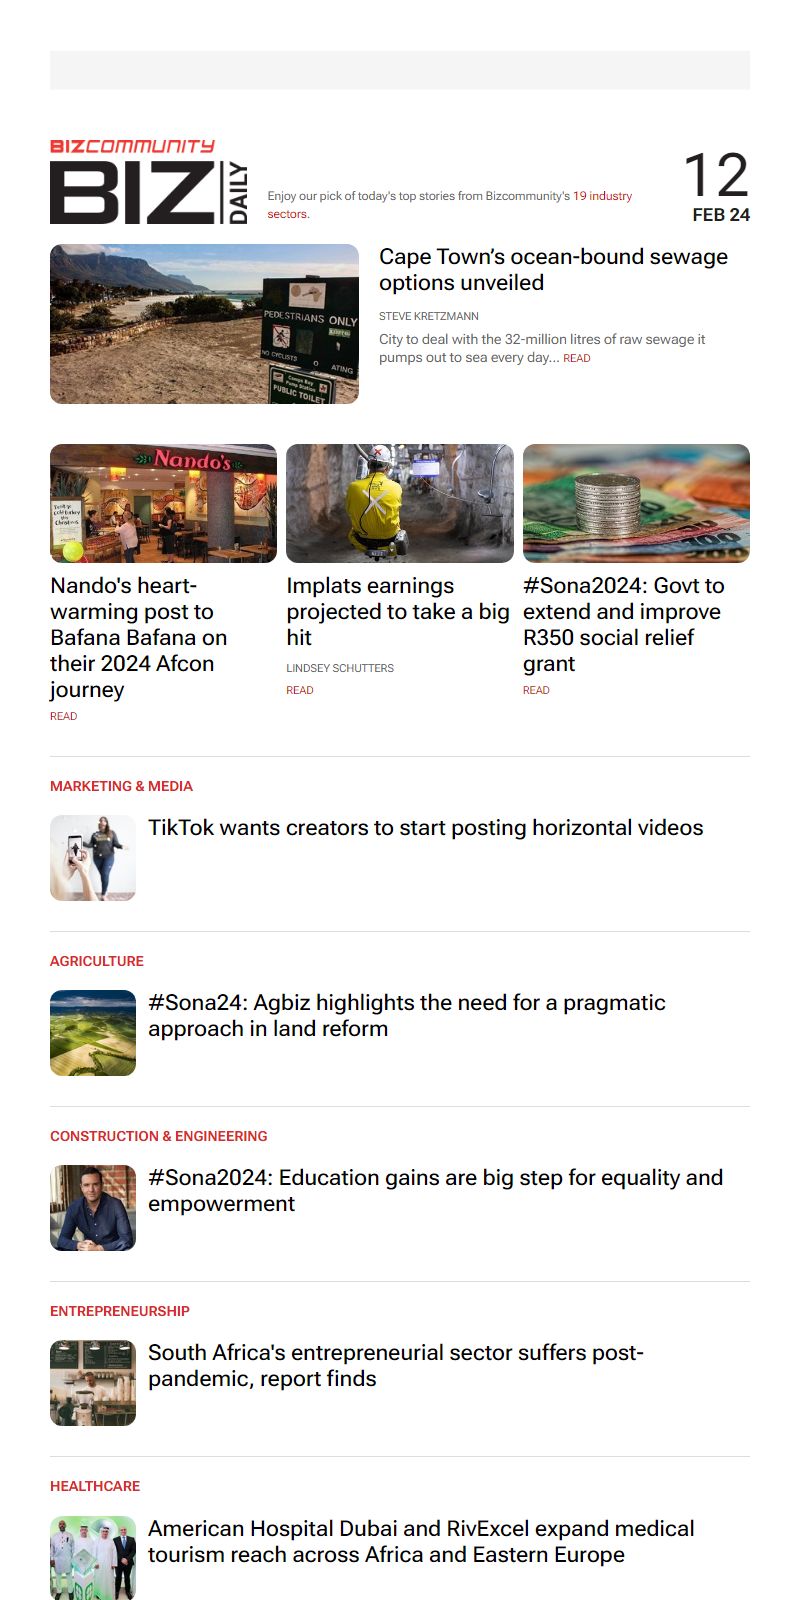 BIZCOMMUNITY
BIZ
DAILY
Enjoy our pick of today's top stories from Bizcommunity's 19 industry
sectors.
12
FEB 24
PEDESTRIANS ONLY
NO CYCLISTS
Camps Bay
Pump Station
PUBLIC TOILET
Cape Town’s ocean-bound sewage
options unveiled
STEVE KRETZMANN
City to deal with the 32-million litres of raw sewage it
pumps out to sea every day... READ
Nando's
Nando's heart-
warming post to
Bafana Bafana on
their 2024 Afcon
journey
READ
Implats earnings
projected to take a big
hit
LINDSEY SCHUTTERS
READ
#Sona2024: Govt to
extend and improve
R350 social relief
grant
READ
MARKETING & MEDIA
TikTok wants creators to start posting horizontal videos
AGRICULTURE
#Sona24: Agbiz highlights the need for a pragmatic
approach in land reform
CONSTRUCTION & ENGINEERING
#Sona2024: Education gains are big step for equality and
empowerment
ENTREPRENEURSHIP
South Africa's entrepreneurial sector suffers post-
pandemic, report finds
HEALTHCARE
American Hospital Dubai and RivExcel expand medical
tourism reach across Africa and Eastern Europe